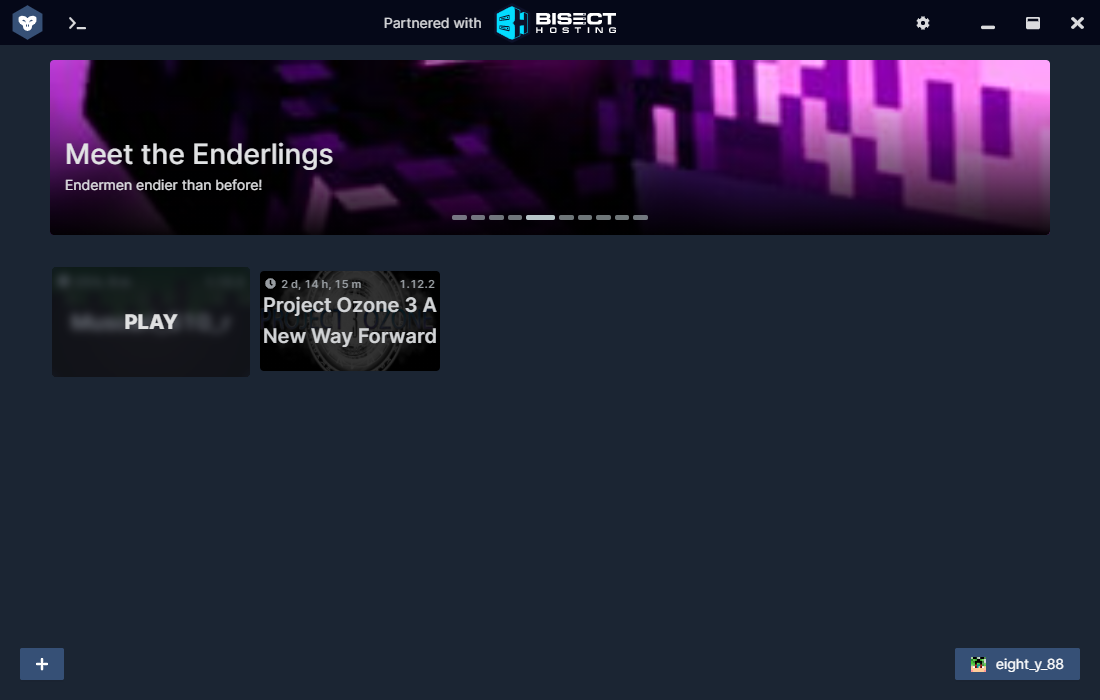 Partnered with BISECT HOSTING
Meet the Enderlings
Endermen endier than before!
PLAY
2 d, 14 h, 15 m 1.12.2
Project Ozone 3 A
New Way Forward
eight_y_88